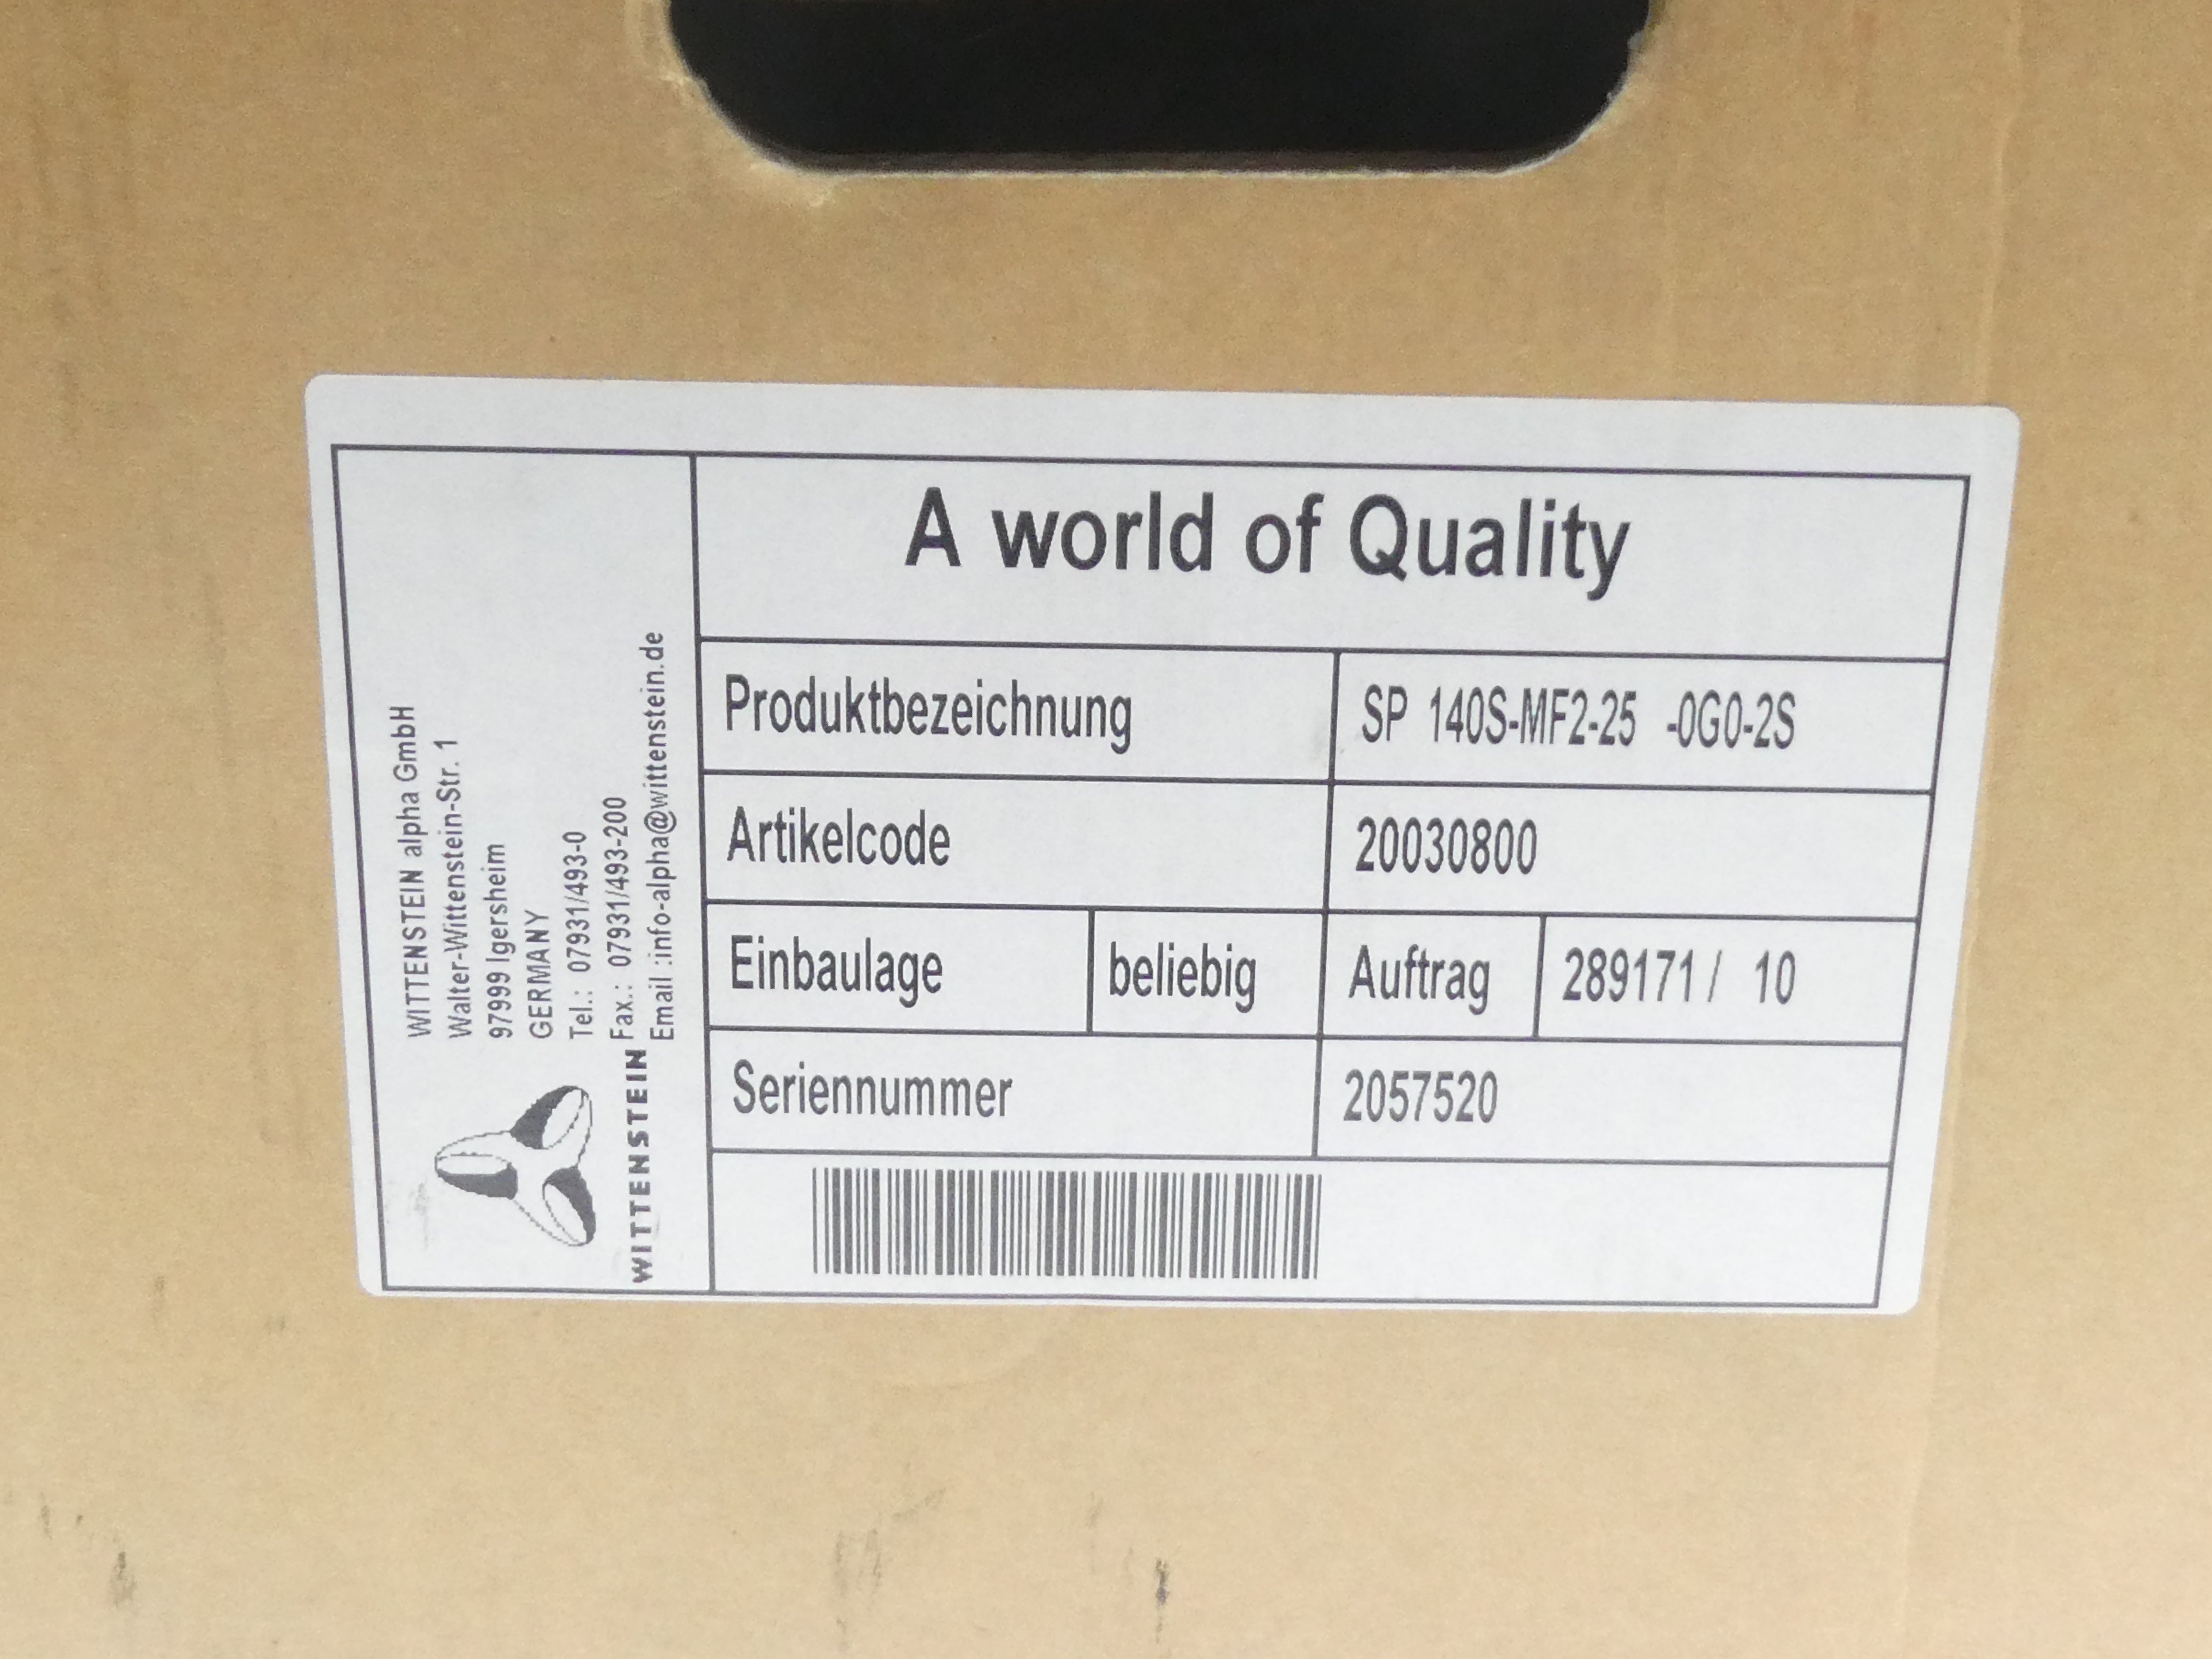 WITTENSTEIN alpha GmbH
Walter-Wittenstein-Str. 1
97999 Igersheim
GERMANY
Tel.: 07931/493-0
Fax.: 07931/493-200
Email :info-alpha@wittenstein.de
WITTENSTEIN
A world of Quality
Produktbezeichnung SP 140S-MF2-25 -0G0-2S
Artikelcode 20030800
Einbaulage beliebig Auftrag 289171 / 10
Seriennummer 2057520